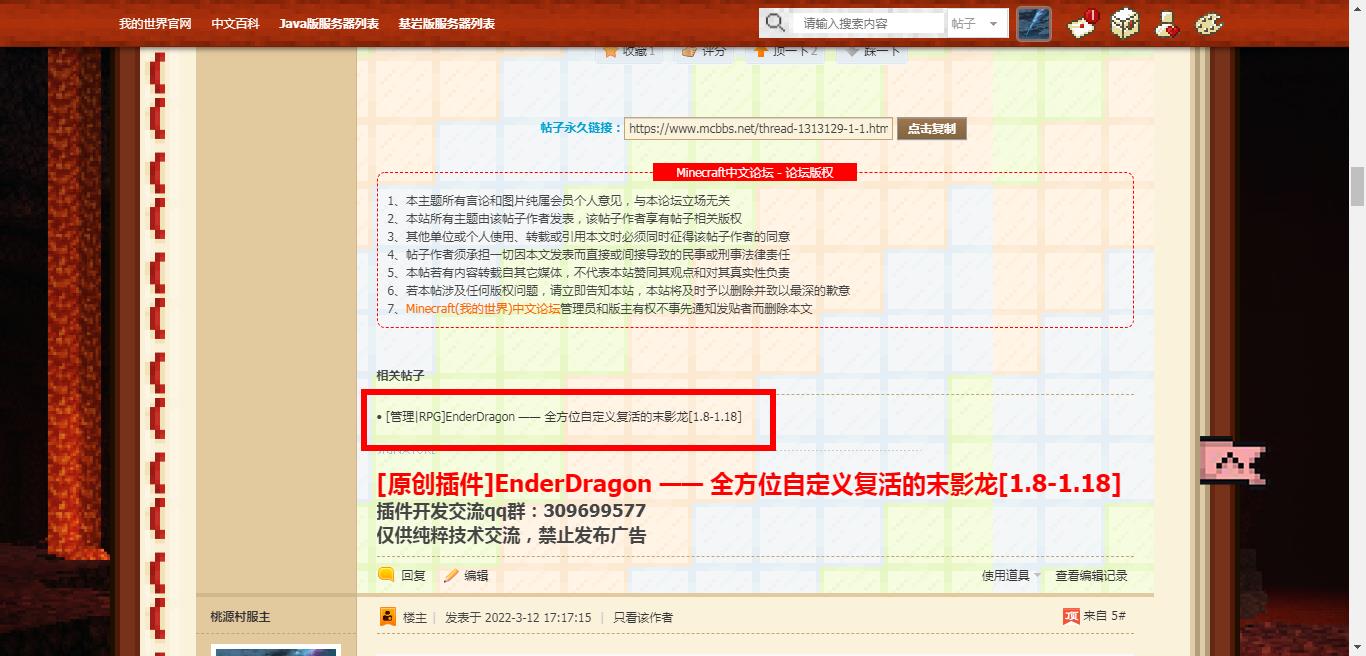 我的世界官网 中文百科 Java版服务器列表 基岩版服务器列表 请输入搜索内容 帖子 1
收藏1 评分 顶一下2 踩一下
帖子永久链接： https://www.mcbbs.net/thread-1313129-1-1.htm 点击复制
Minecraft中文论坛 - 论坛版权
1、本主题所有言论和图片纯属会员个人意见，与本论坛立场无关
2、本站所有主题由该帖子作者发表，该帖子作者享有帖子相关版权
3、其他单位或个人使用、转载或引用本文时必须同时征得该帖子作者的同意
4、帖子作者须承担一切因本文发表而直接或间接导致的民事或刑事法律责任
5、本帖若有内容转载自其它媒体，不代表本站赞同其观点和对其真实性负责
6、若本帖涉及任何版权问题，请立即告知本站，本站将及时予以删除并致以最深的歉意
7、Minecraft(我的世界)中文论坛管理员和版主有权不事先通知发贴者而删除本文
相关帖子
• [管理|RPG]EnderDragon —— 全方位自定义复活的末影龙[1.8-1.18]
[原创插件]EnderDragon —— 全方位自定义复活的末影龙[1.8-1.18]
插件开发交流qq群：309699577
仅供纯粹技术交流，禁止发布广告
回复 编辑 使用道具 查看编辑记录
桃源村服主 楼主 | 发表于 2022-3-12 17:17:15 | 只看该作者 顶 来自 5#